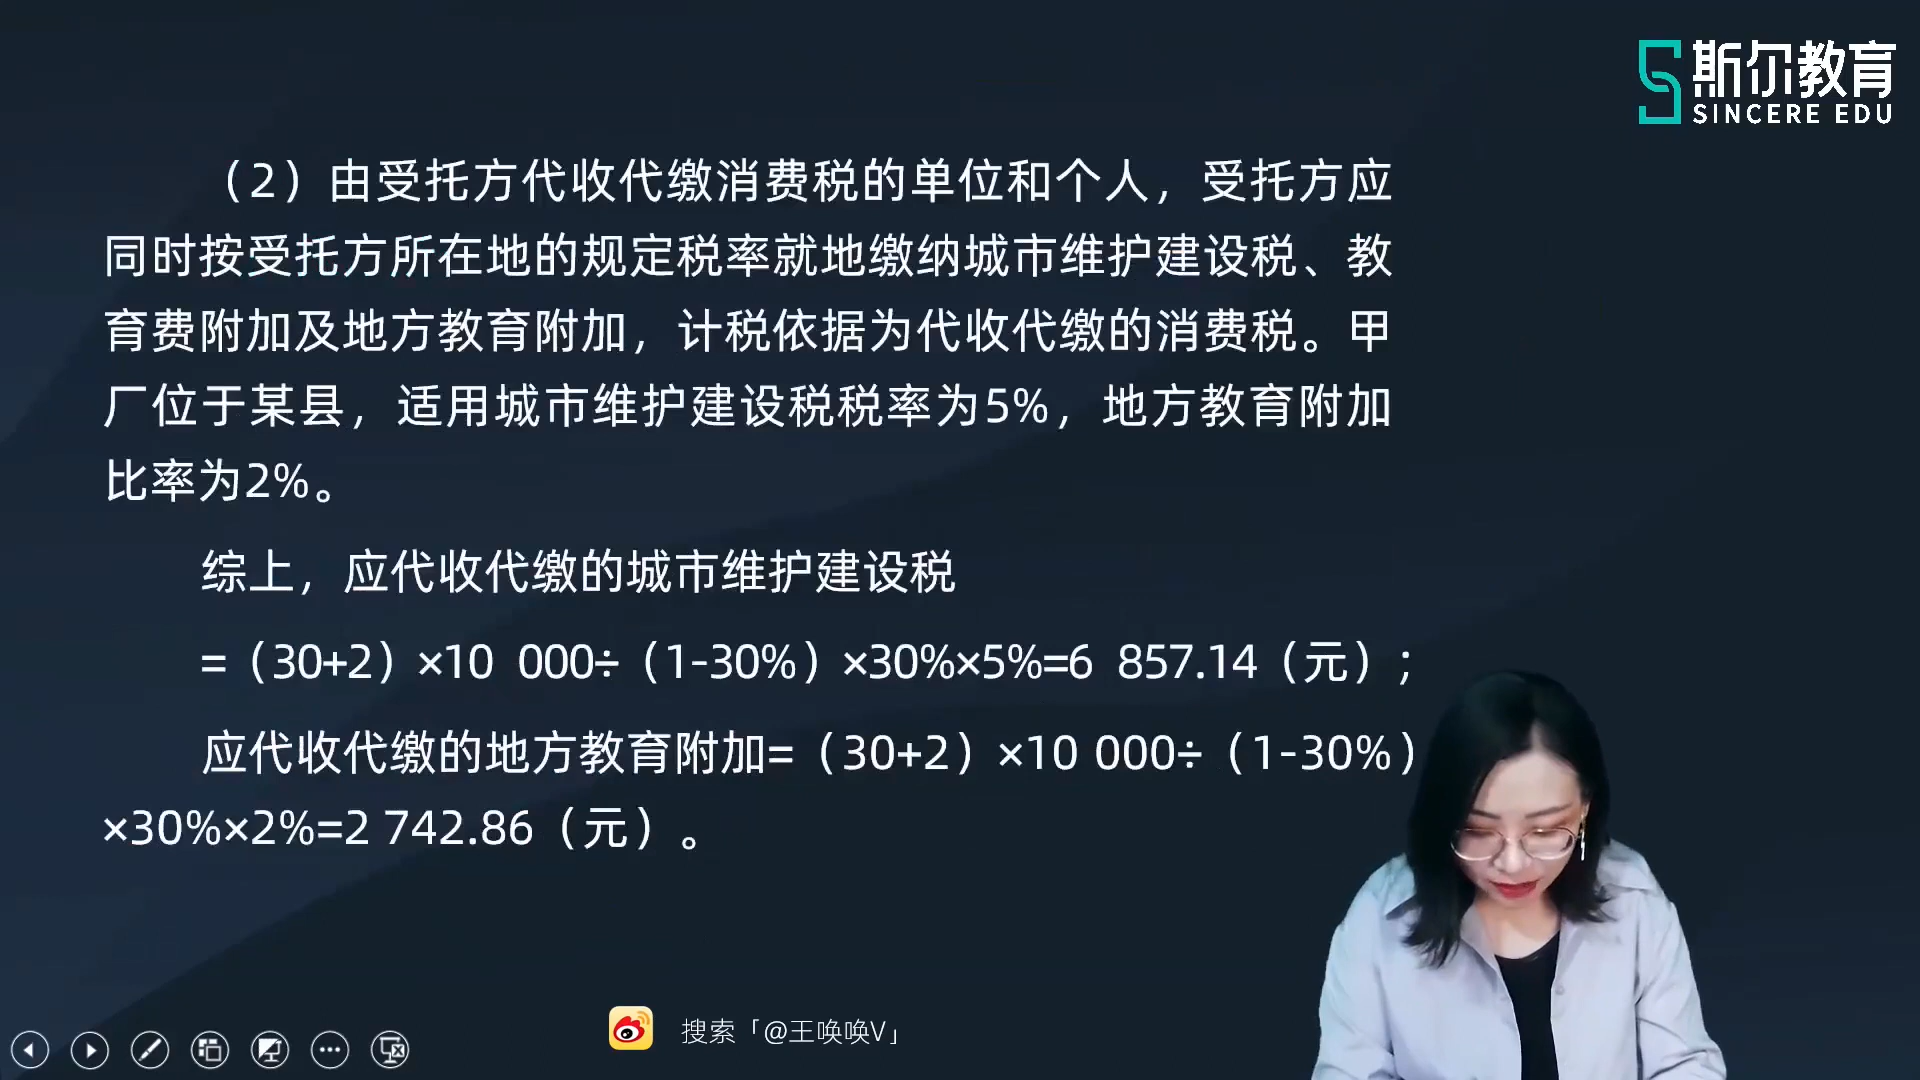 斯尔教育
SINCERE EDU
（2）由受托方代收代缴消费税的单位和个人，受托方应
同时按受托方所在地的规定税率就地缴纳城市维护建设税、教
育费附加及地方教育附加，计税依据为代收代缴的消费税。甲
厂位于某县，适用城市维护建设税税率为5%，地方教育附加
比率为2%。
综上，应代收代缴的城市维护建设税
=（30+2）×10 000÷（1-30%）×30%×5%=6 857.14（元）；
应代收代缴的地方教育附加=（30+2）×10 000÷（1-30%）
×30%×2%=2 742.86（元）。
搜索「@王唤唤V」